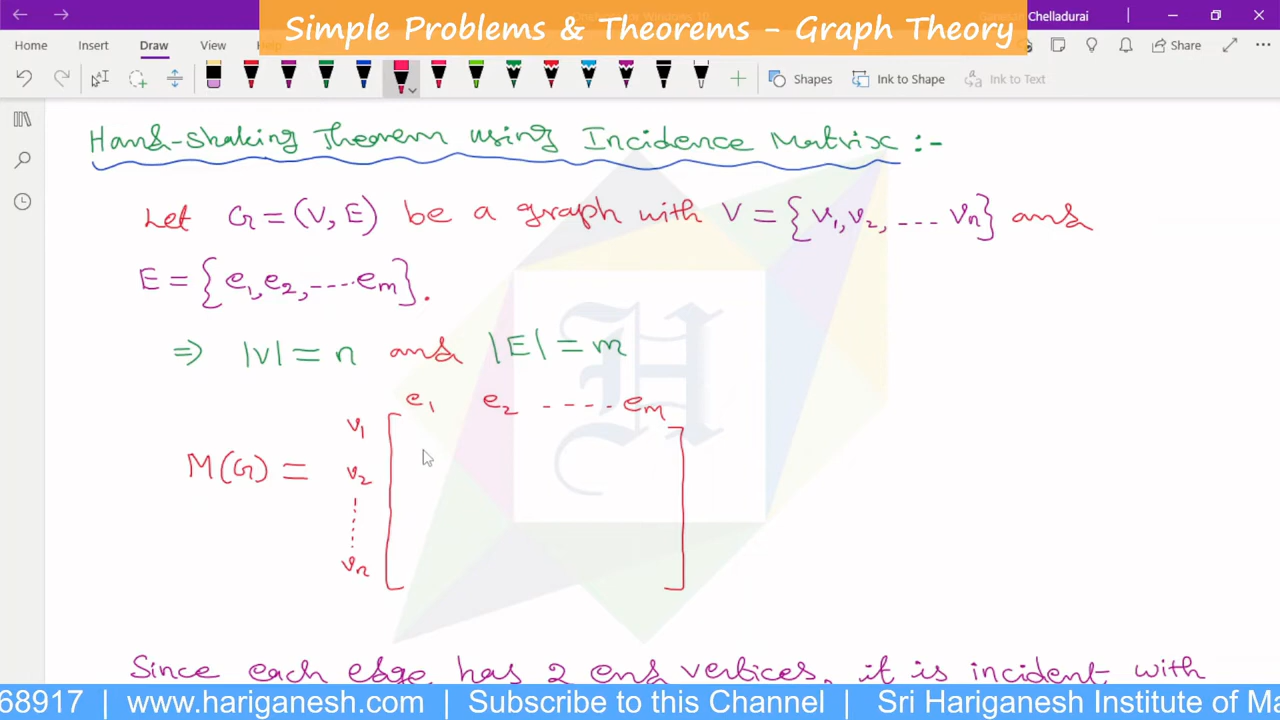 Simple Problems & Theorems - Graph Theory
Chelladurai
Home Insert Draw View
Share
Shapes Ink to Shape Ink to Text
Hand-Shaking Theorem using Incidence Matrix :-
Let G = (V, E) be a graph with V = {v₁, v₂, .... vₙ} and
E = {e₁, e₂, ..... eₘ}.
⇒ |V| = n and |E| = m
e₁ e₂ ..... eₘ
v₁
M(G) = v₂
vₙ
Since each edge has 2 end vertices, it is incident with
68917 | www.hariganesh.com | Subscribe to this Channel | Sri Hariganesh Institute of Ma